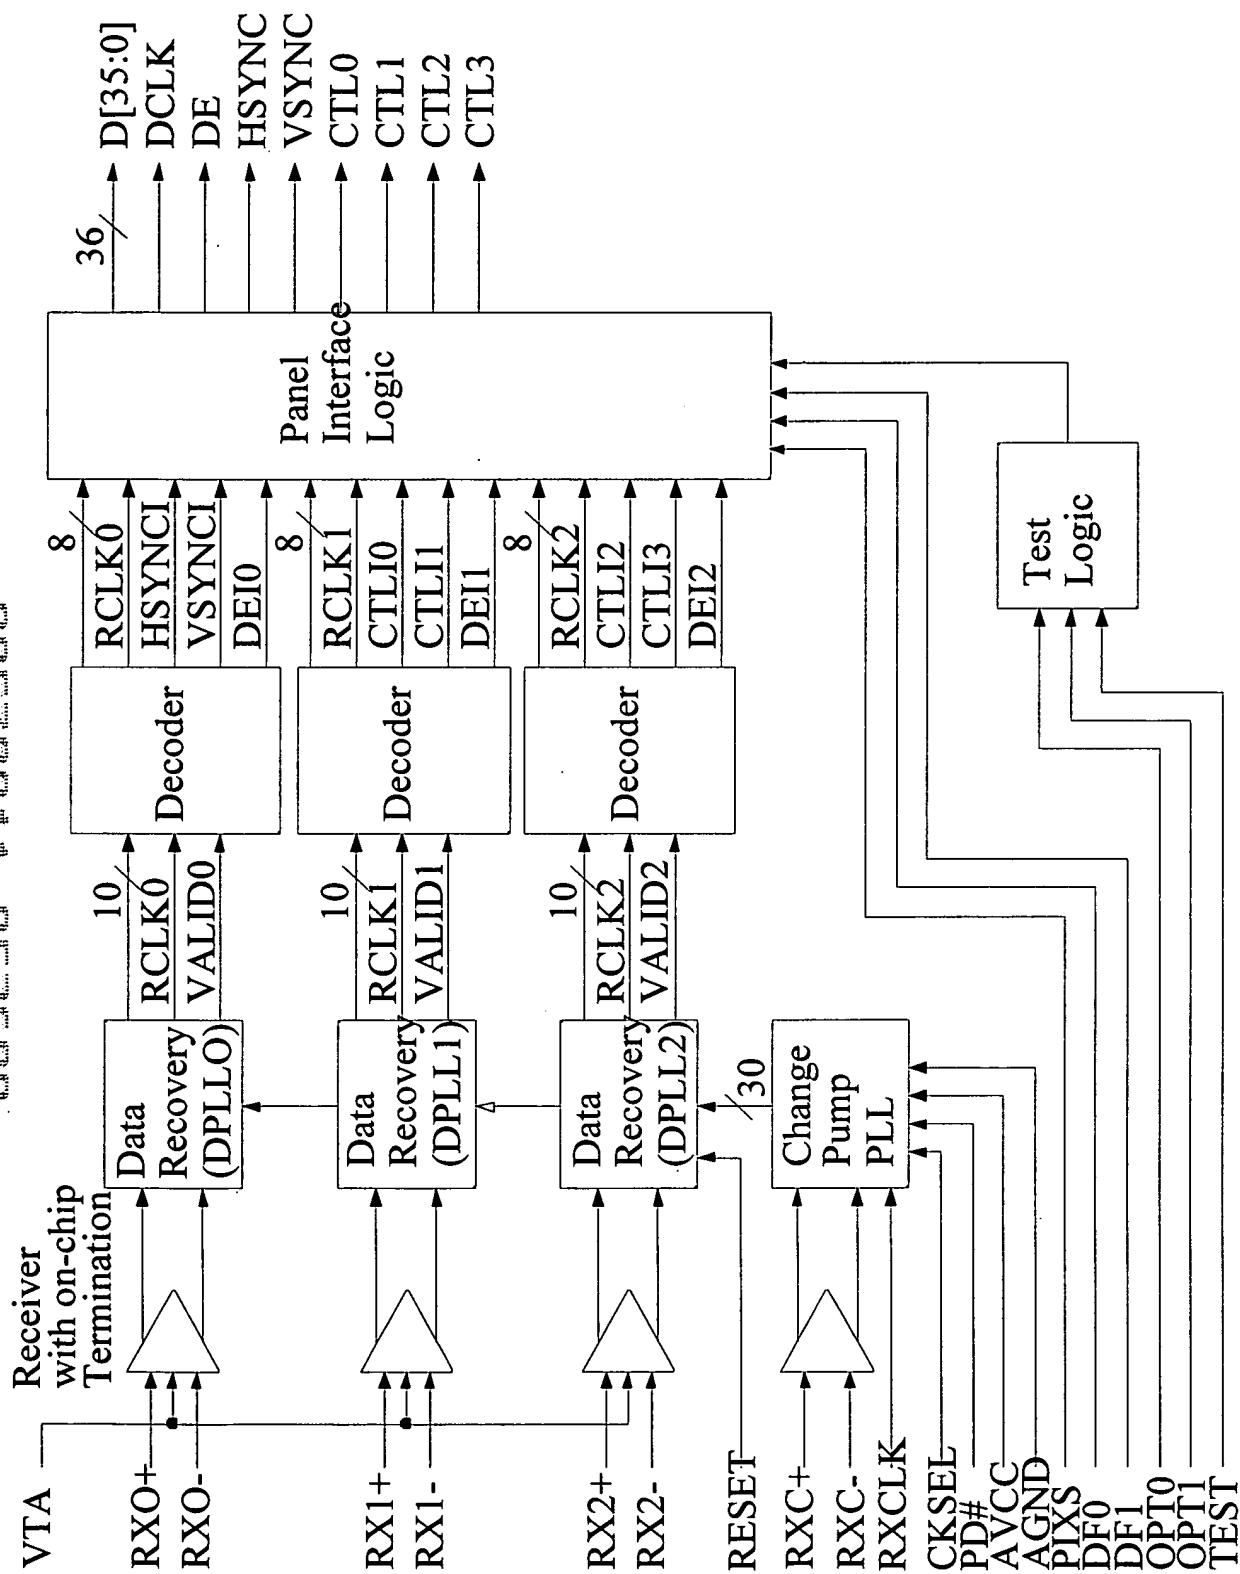 VTA
RXO+
RXO-
RX1+
RX1-
RX2+
RX2-
RESET
RXC+
RXC-
RXCLK
CKSEL
PD#
AVCC
AGND
PIXS
DF0
DF1
OPT0
OPT1
TEST
Receiver
with on-chip
Termination
Data
Recovery
(DPLLO)
Data
Recovery
(DPLL1)
Data
Recovery
(DPLL2)
30
Change
Pump
PLL
10
RCLK0
VALID0
10
RCLK1
VALID1
10
RCLK2
VALID2
Decoder
Decoder
Decoder
8
RCLK0
HSYNCI
VSYNCI
DEI0
8
RCLK1
CTLI0
CTLI1
DEI1
8
RCLK2
CTLI2
CTLI3
DEI2
Test
Logic
Panel
Interface
Logic
36
D[35:0]
DCLK
DE
HSYNC
VSYNC
CTL0
CTL1
CTL2
CTL3